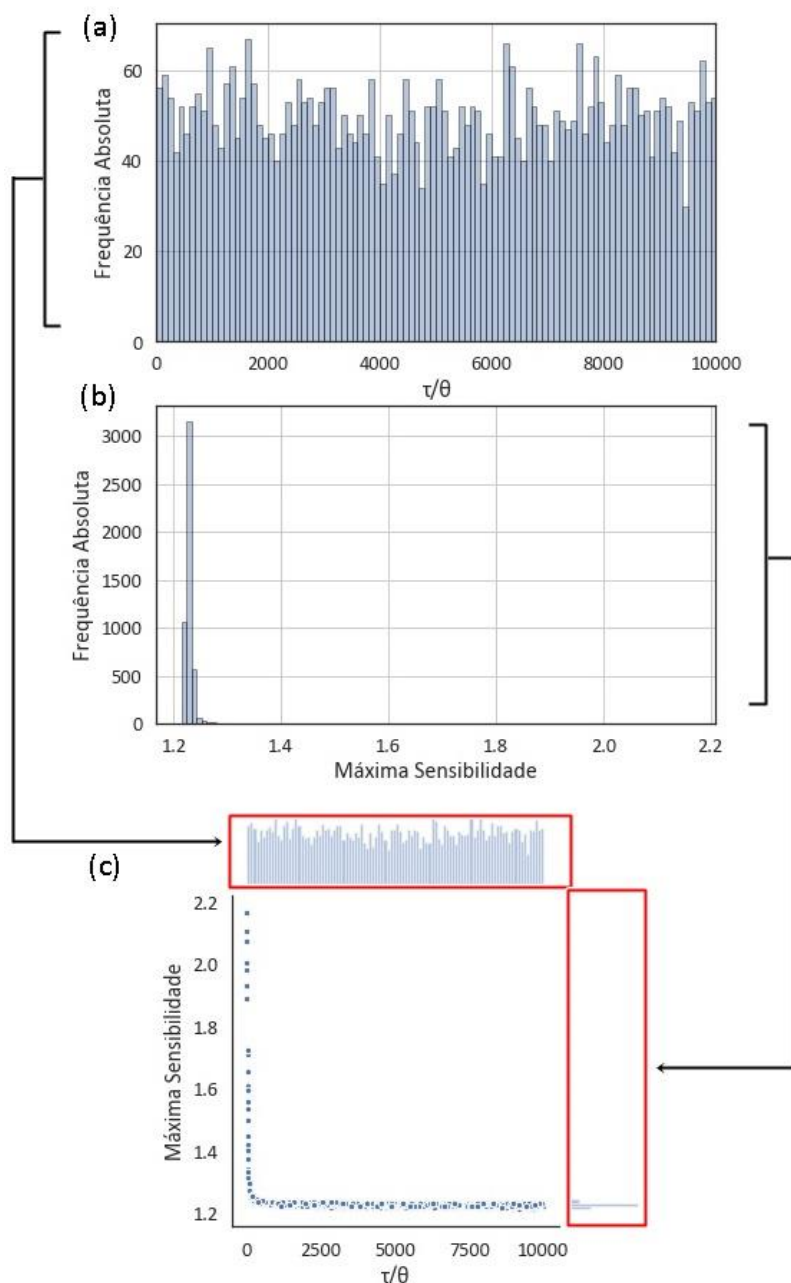 (a)
Frequência Absoluta
60
40
20
0
0 2000 4000 6000 8000 10000
τ/θ
(b)
Frequência Absoluta
3000
2500
2000
1500
1000
500
0
1.2 1.4 1.6 1.8 2.0 2.2
Máxima Sensibilidade
(c)
Máxima Sensibilidade
2.2
2.0
1.8
1.6
1.4
1.2
0 2500 5000 7500 10000
τ/θ